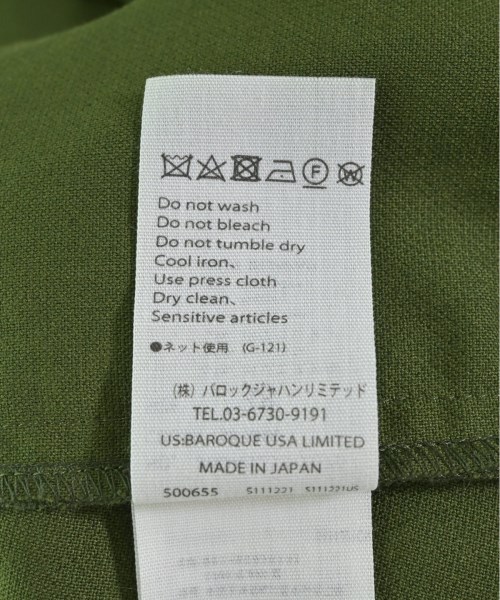 F W
Do not wash
Do not bleach
Do not tumble dry
Cool iron、
Use press cloth
Dry clean、
Sensitive articles
●ネット使用 (G-121)
(株) バロックジャパンリミテッド
TEL.03-6730-9191
US:BAROQUE USA LIMITED
MADE IN JAPAN
500655 S111221 S111221US